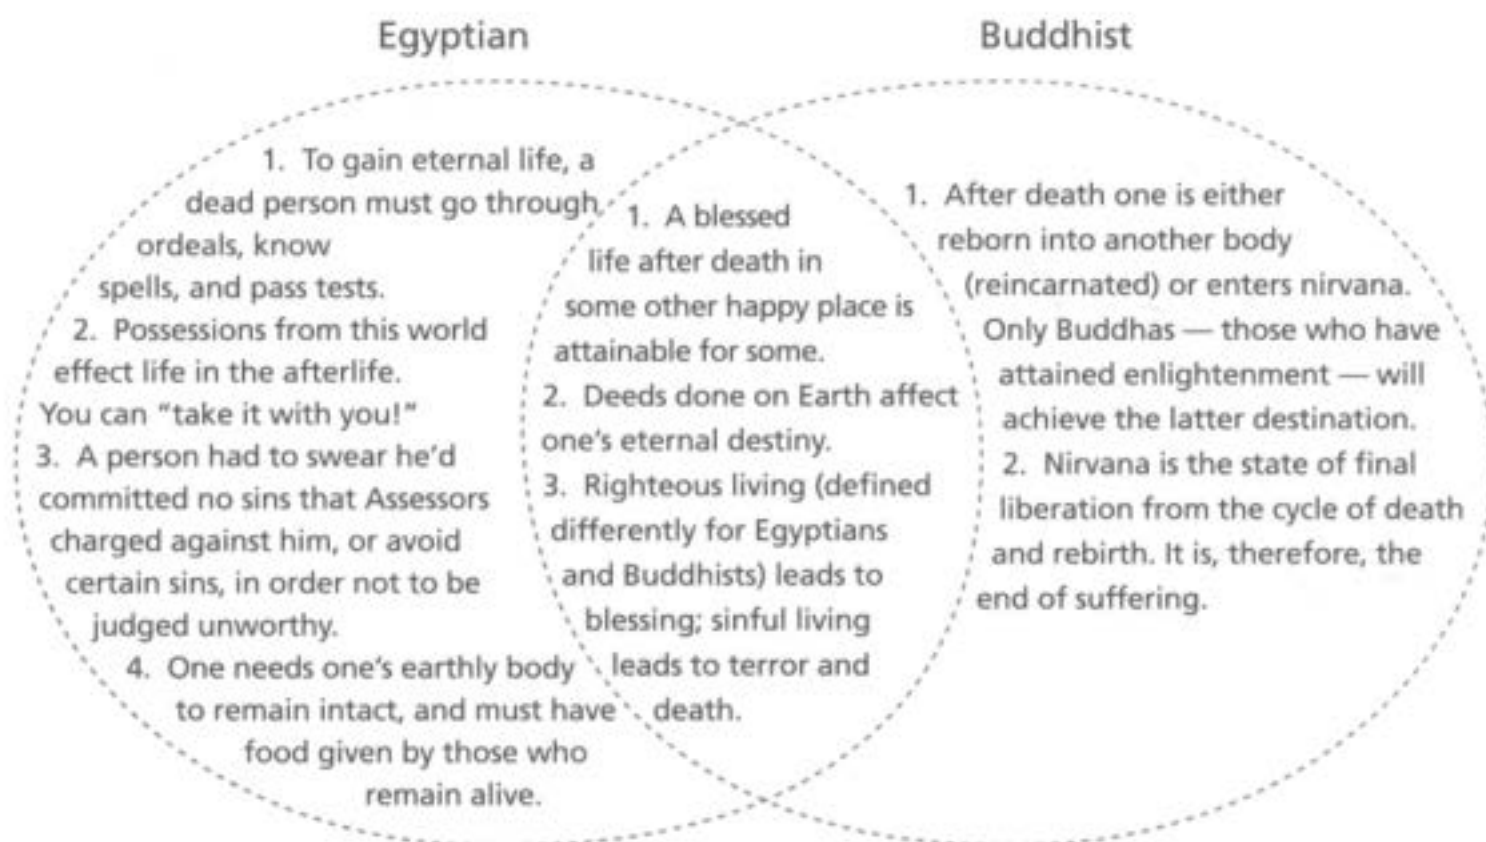 Egyptian
Buddhist
1. To gain eternal life, a
dead person must go through
ordeals, know
spells, and pass tests.
2. Possessions from this world
effect life in the afterlife.
You can “take it with you!”
3. A person had to swear he’d
committed no sins that Assessors
charged against him, or avoid
certain sins, in order not to be
judged unworthy.
4. One needs one’s earthly body
to remain intact, and must have
food given by those who
remain alive.
1. A blessed
life after death in
some other happy place is
attainable for some.
2. Deeds done on Earth affect
one’s eternal destiny.
3. Righteous living (defined
differently for Egyptians
and Buddhists) leads to
blessing; sinful living
leads to terror and
death.
1. After death one is either
reborn into another body
(reincarnated) or enters nirvana.
Only Buddhas — those who have
attained enlightenment — will
achieve the latter destination.
2. Nirvana is the state of final
liberation from the cycle of death
and rebirth. It is, therefore, the
end of suffering.